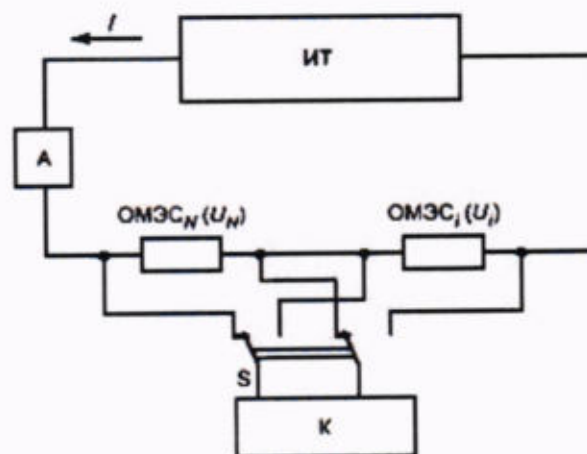 I
ИТ
А
ОМЭС_N (U_N)
ОМЭС_i (U_i)
S
К